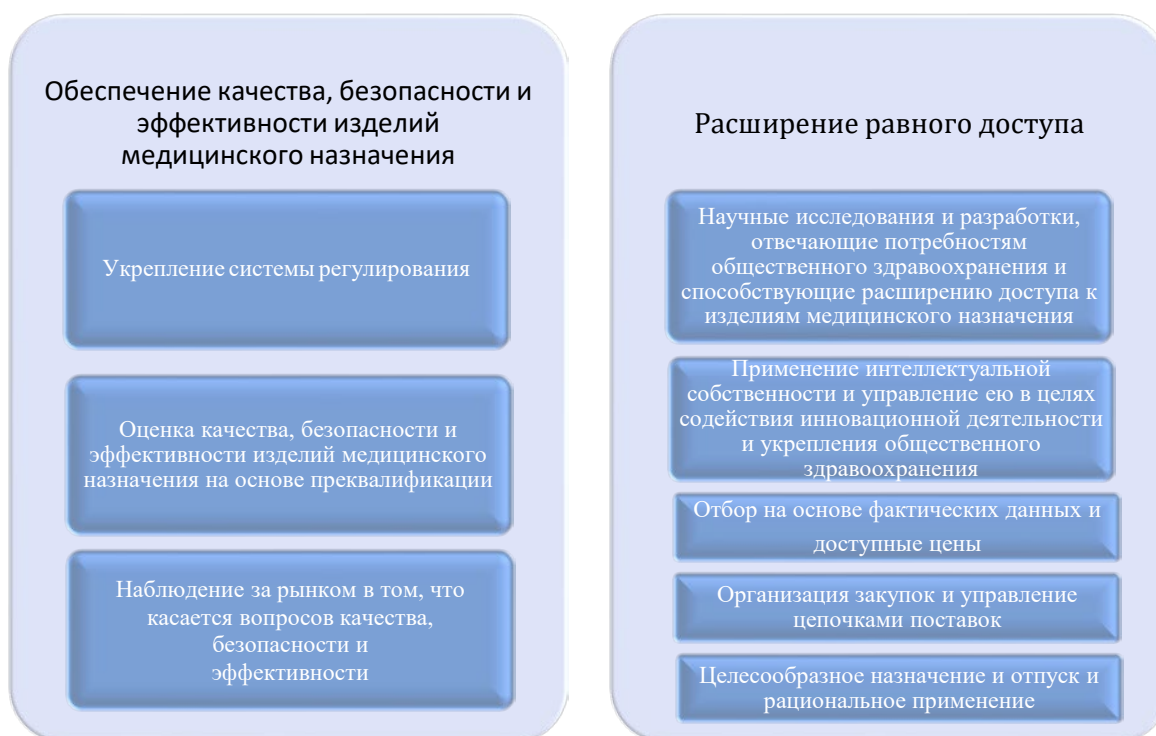 Обеспечение качества, безопасности и
эффективности изделий
медицинского назначения
Укрепление системы регулирования
Оценка качества, безопасности и
эффективности изделий медицинского
назначения на основе преквалификации
Наблюдение за рынком в том, что
касается вопросов качества,
безопасности и
эффективности
Расширение равного доступа
Научные исследования и разработки,
отвечающие потребностям
общественного здравоохранения и
способствующие расширению доступа к
изделиям медицинского назначения
Применение интеллектуальной
собственности и управление ею в целях
содействия инновационной деятельности
и укрепления общественного
здравоохранения
Отбор на основе фактических данных и
доступные цены
Организация закупок и управление
цепочками поставок
Целесообразное назначение и отпуск и
рациональное применение